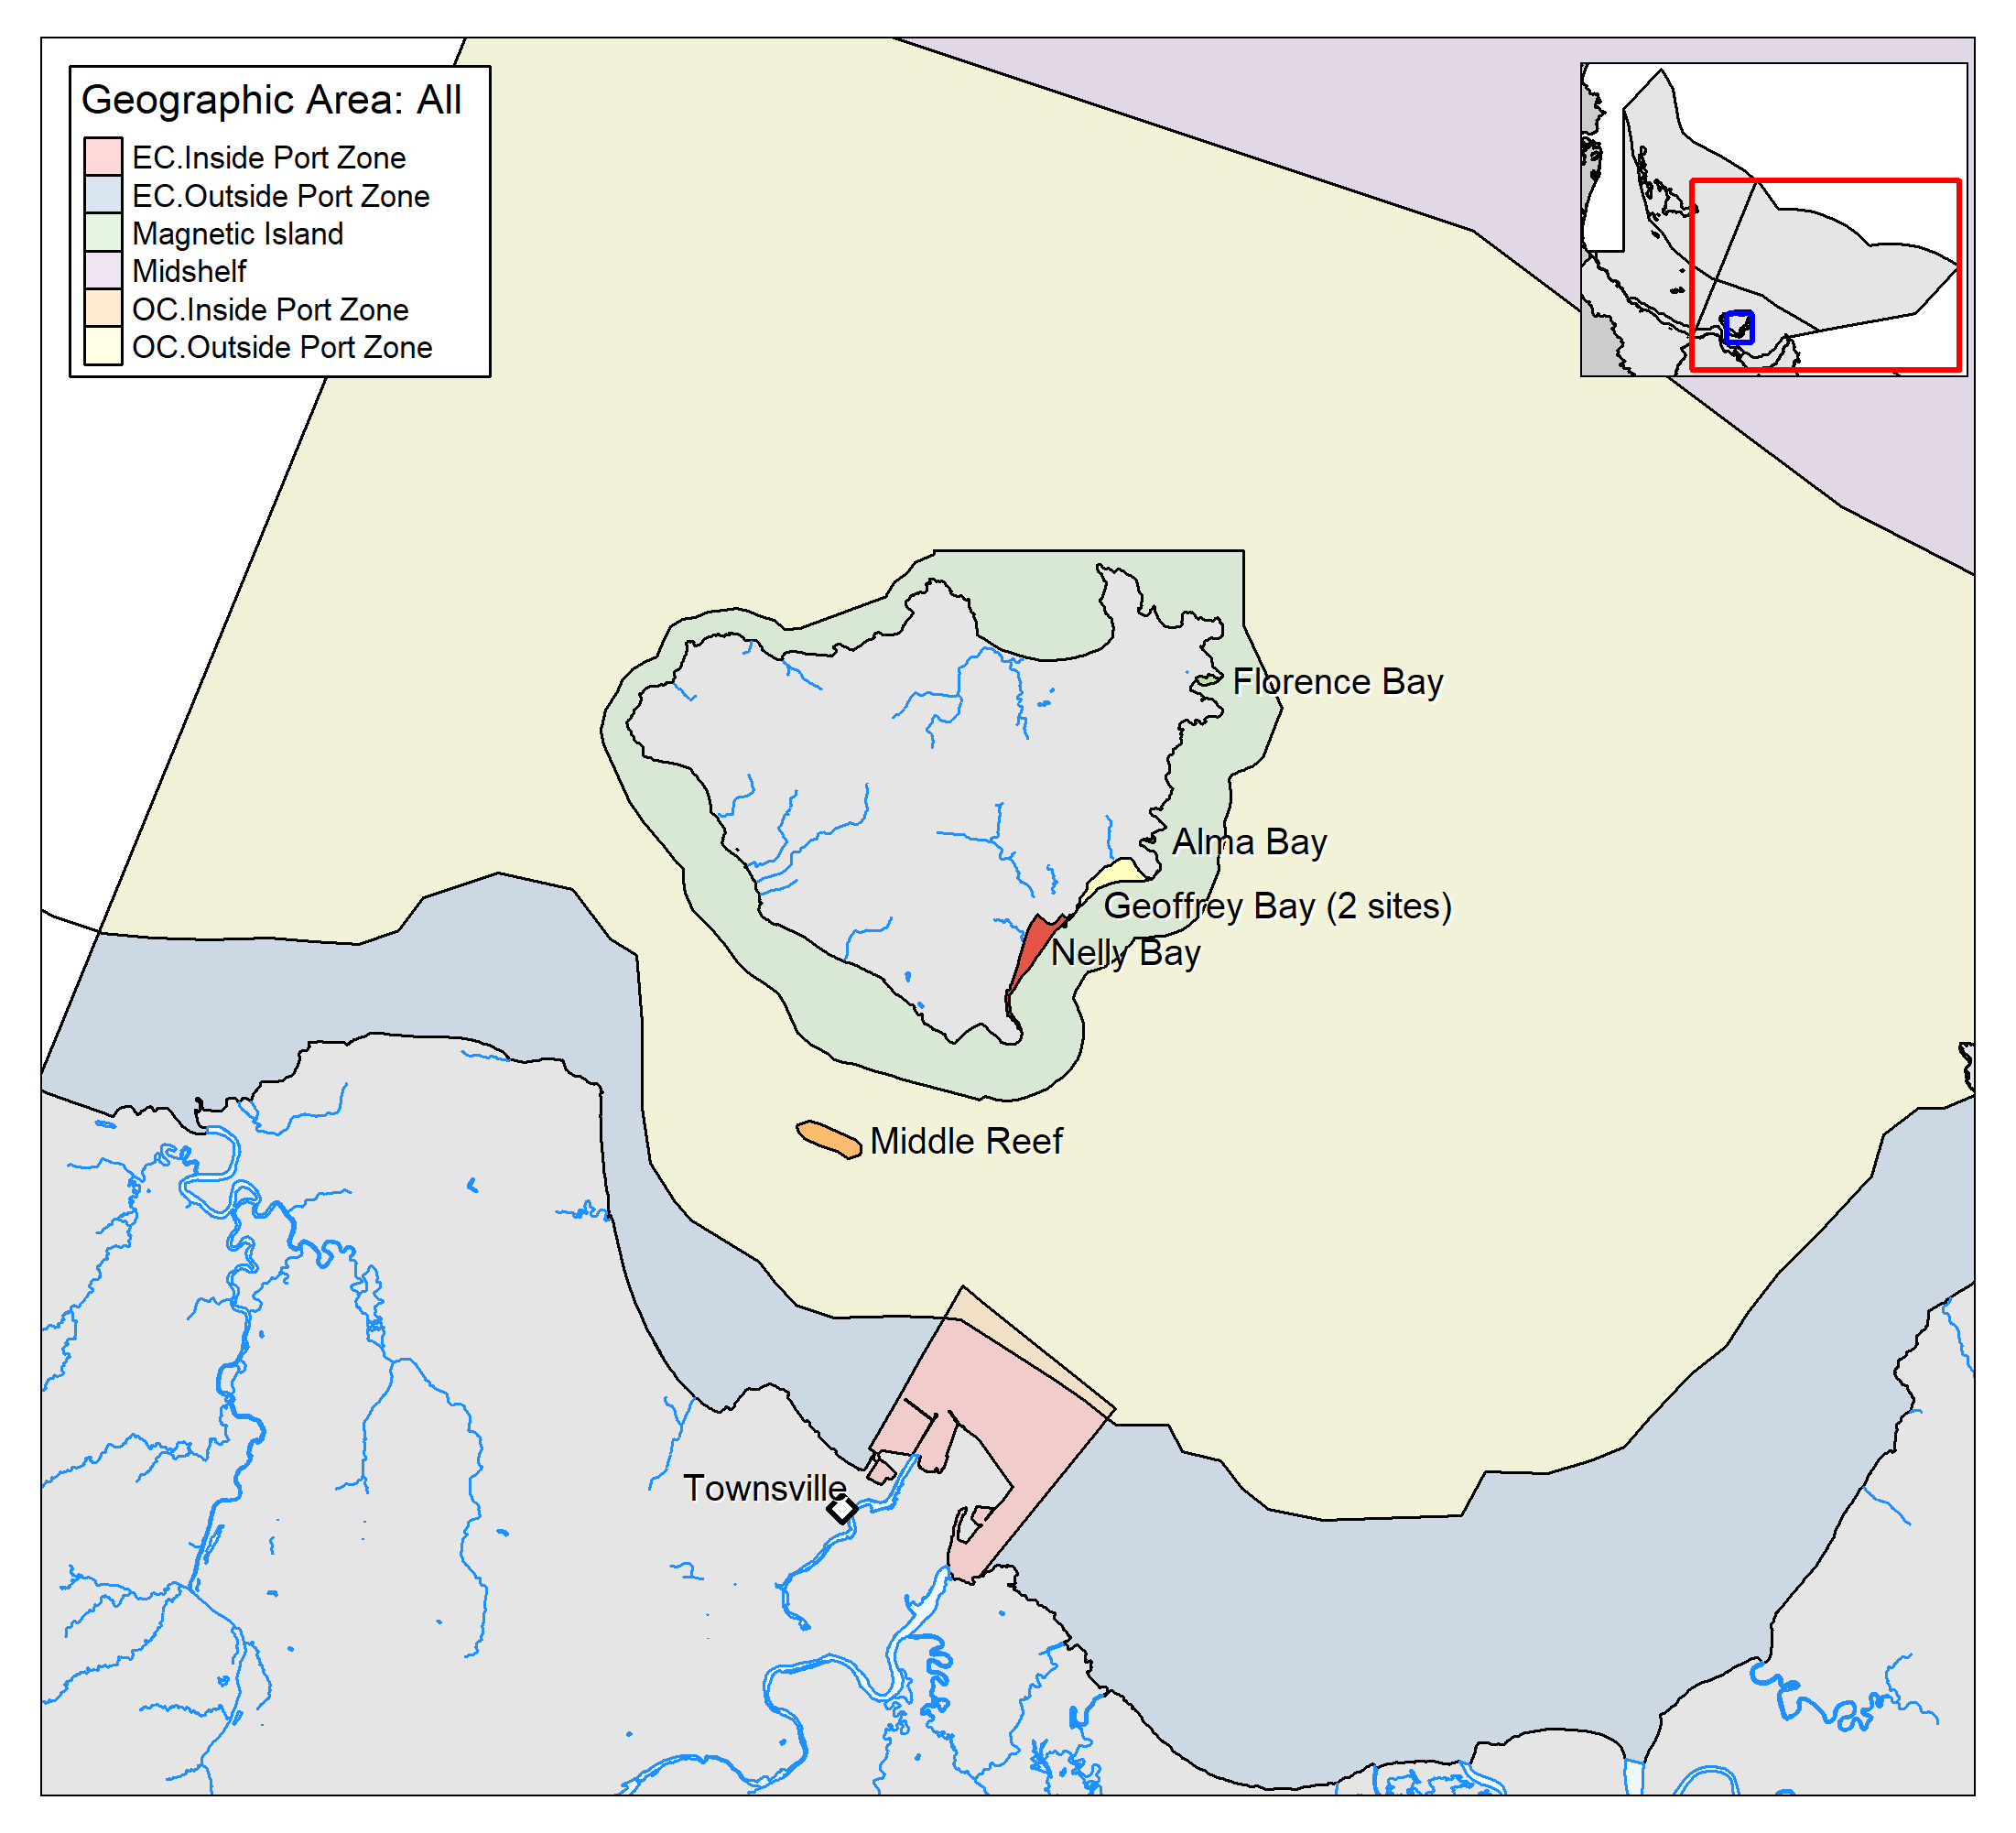 Geographic Area: All
EC.Inside Port Zone
EC.Outside Port Zone
Magnetic Island
Midshelf
OC.Inside Port Zone
OC.Outside Port Zone
Florence Bay
Alma Bay
Geoffrey Bay (2 sites)
Nelly Bay
Middle Reef
Townsville